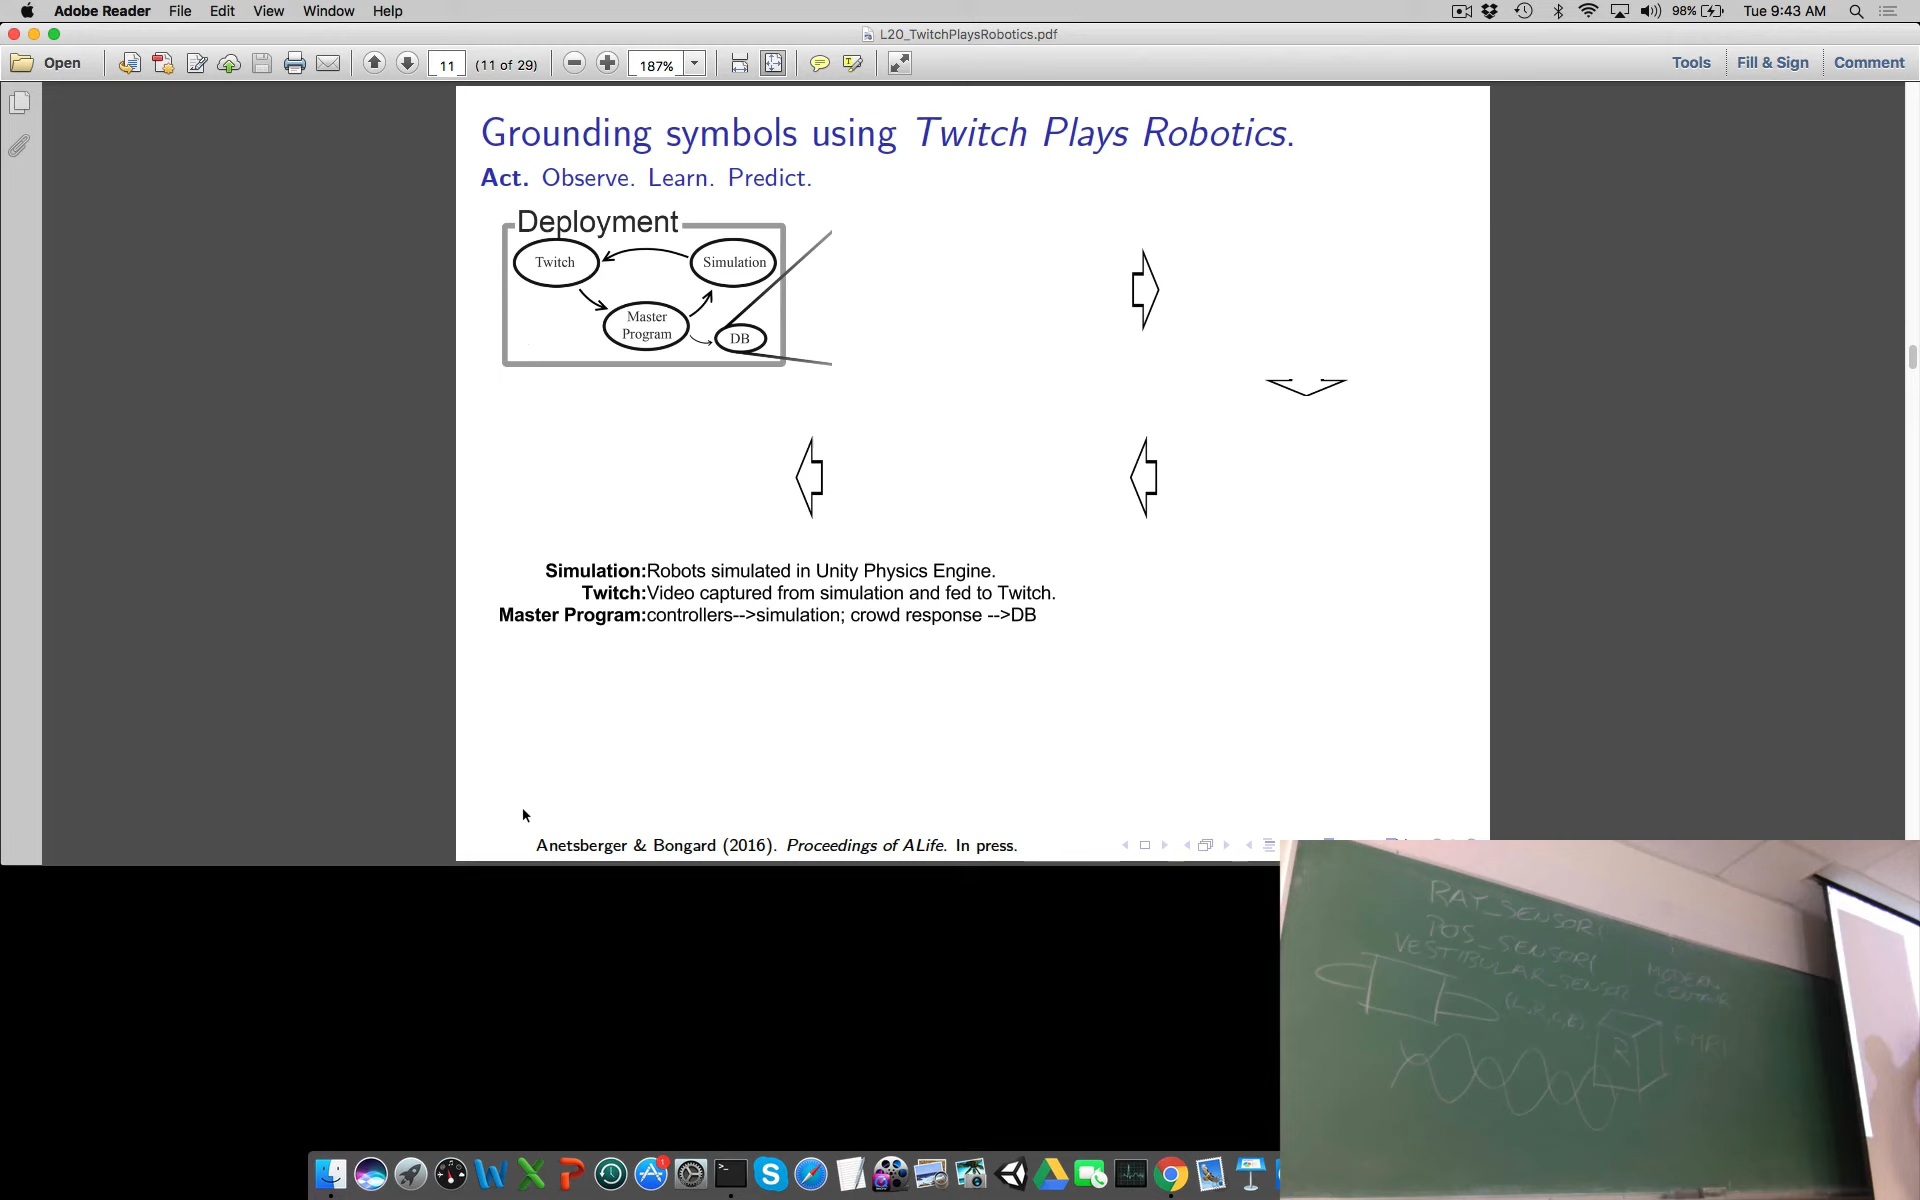 Adobe Reader File Edit View Window Help 98% Tue 9:43 AM
L20_TwitchPlaysRobotics.pdf
Open 11 (11 of 29) 187% Tools Fill & Sign Comment
Grounding symbols using Twitch Plays Robotics.
Act. Observe. Learn. Predict.
Deployment
Twitch
Simulation
Master
Program
DB
Simulation:Robots simulated in Unity Physics Engine.
Twitch:Video captured from simulation and fed to Twitch.
Master Program:controllers-->simulation; crowd response -->DB
Anetsberger & Bongard (2016). Proceedings of ALife. In press.
RAY_SENSOR(
POS_SENSOR(
VESTIBULAR_SENSOR
MODERN
R
FMRI